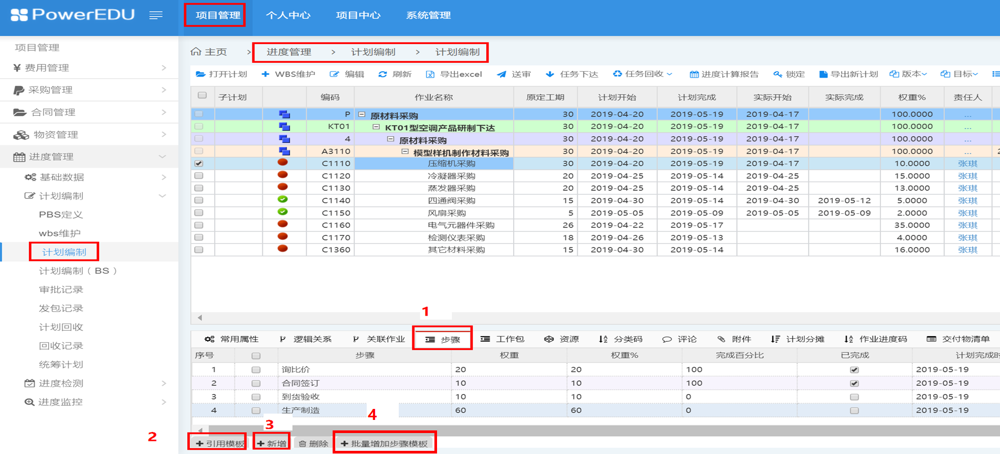 PowerEDU 项目管理 个人中心 项目中心 系统管理
项目管理
¥ 费用管理
采购管理
合同管理
物资管理
进度管理
基础数据
计划编制
PBS定义
wbs维护
计划编制
计划编制（BS）
审批记录
发包记录
计划回收
回收记录
统筹计划
进度检测
进度监控
主页 > 进度管理 > 计划编制 > 计划编制
打开计划 WBS维护 编辑 刷新 导出excel 送审 任务下达 任务回收 进度计算报告 锁定 导出新计划 版本 目标
子计划 编码 作业名称 原定工期 计划开始 计划完成 实际开始 实际完成 权重% 责任人
P 原材料采购 30 2019-04-20 2019-05-19 2019-04-17 100.0000 ...
KT01 KT01型空调产品研制下达 30 2019-04-20 2019-05-19 2019-04-17 100.0000 ...
4 原材料采购 30 2019-04-20 2019-05-19 2019-04-17 100.0000 ...
A3110 模型样机制作材料采购 30 2019-04-20 2019-05-19 2019-04-17 100.0000 ... 2
C1110 压缩机采购 30 2019-04-20 2019-05-19 2019-04-17 10.0000 张琪
C1120 冷凝器采购 20 2019-04-25 2019-05-14 2019-04-25 15.0000 张琪
C1130 蒸发器采购 20 2019-04-25 2019-05-14 2019-04-25 13.0000 张琪
C1140 四通阀采购 15 2019-04-30 2019-05-14 2019-04-30 2019-05-12 5.0000 张琪
C1150 风扇采购 5 2019-05-05 2019-05-09 2019-05-05 2019-05-09 2.0000 张琪
C1160 电气元器件采购 26 2019-04-22 2019-05-17 35.0000 张琪
C1170 检测仪表采购 18 2019-04-26 2019-05-13 4.0000 张琪
C1360 其它材料采购 15 2019-04-30 2019-05-14 16.0000 张琪
1
常用属性 逻辑关系 关联作业 步骤 工作包 资源 分类码 评论 附件 计划分摊 作业进度码 交付物清单
序号 步骤 权重 权重% 完成百分比 已完成 计划完成时
1 询比价 20 20 100 2019-05-19
2 合同签订 10 10 100 2019-05-19
3 到货验收 10 10 0 2019-05-19
4 生产制造 60 60 0 2019-05-19
2 3 4
引用模板 新增 删除 批量增加步骤模板